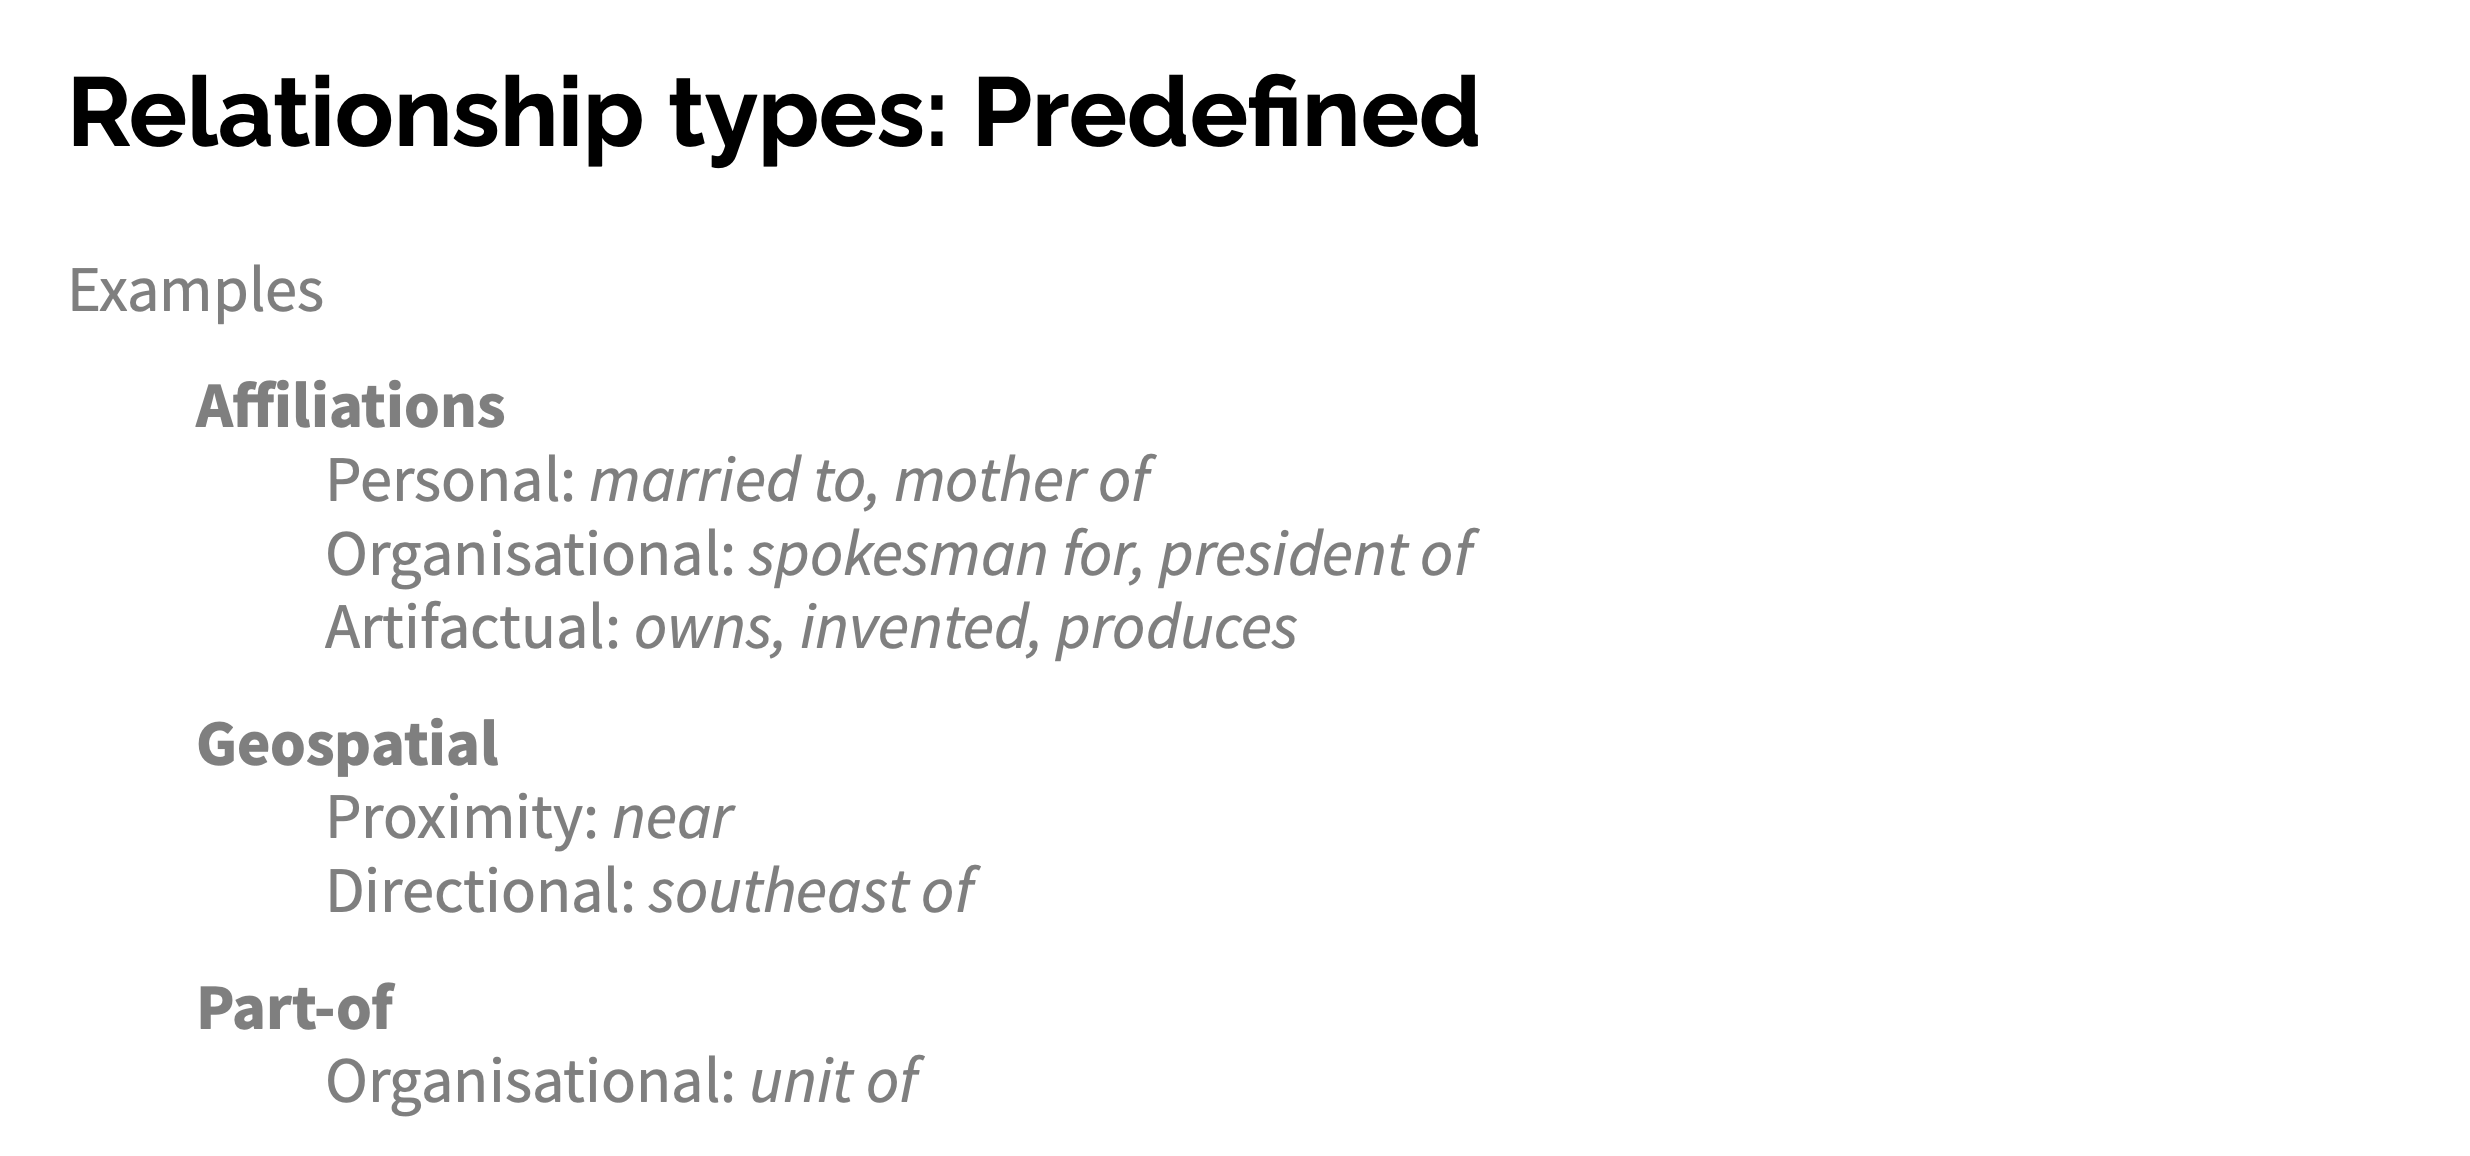 Relationship types: Predefined
Examples
Affiliations
Personal: married to, mother of
Organisational: spokesman for, president of
Artifactual: owns, invented, produces
Geospatial
Proximity: near
Directional: southeast of
Part-of
Organisational: unit of